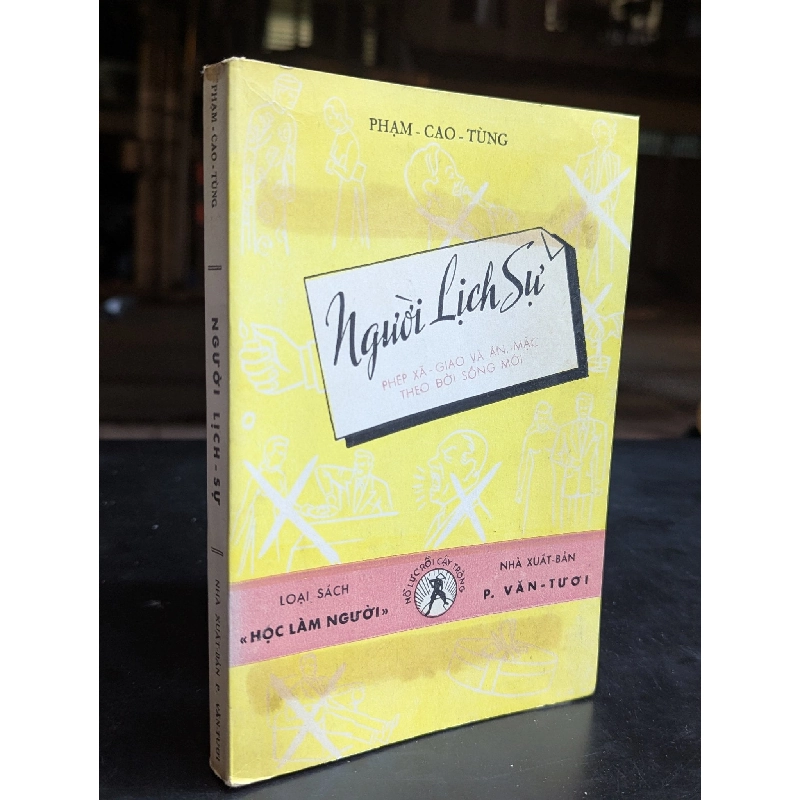 PHẠM - CAO - TÙNG
Người Lịch Sự
PHÉP XÃ - GIAO VÀ ĂN, MẶC
THEO ĐỜI SỐNG MỚI
LOẠI SÁCH
«HỌC LÀM NGƯỜI»
NHÀ XUẤT-BẢN
P. VĂN-TƯƠI
PHẠM - CAO - TÙNG
NGƯỜI LỊCH - SỰ
NHÀ XUẤT-BẢN P. VĂN-TƯƠI